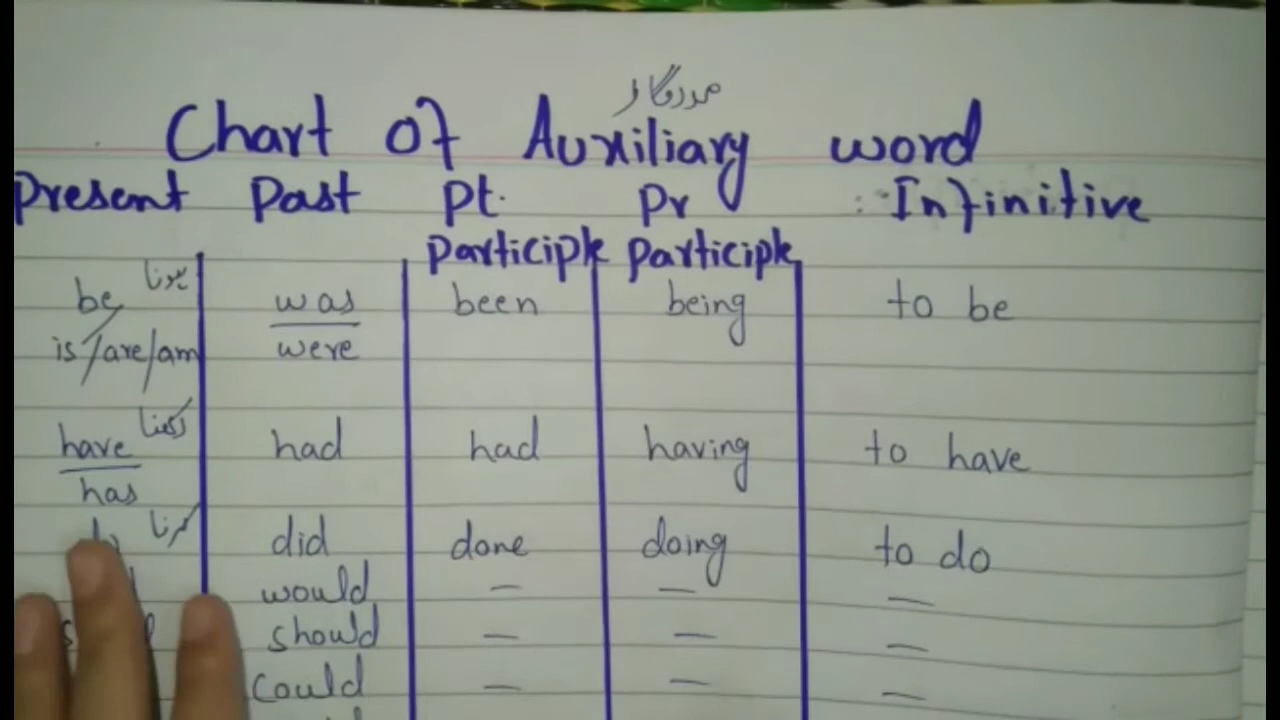 مددگار
Chart Of Auxiliary word
Present Past Pt. Participle Pr Participle Infinitive
be ہونا was been being to be
is/are/am were
have رکھنا had had having to have
has
do کرنا did done doing to do
would — — —
should — — —
could — — —